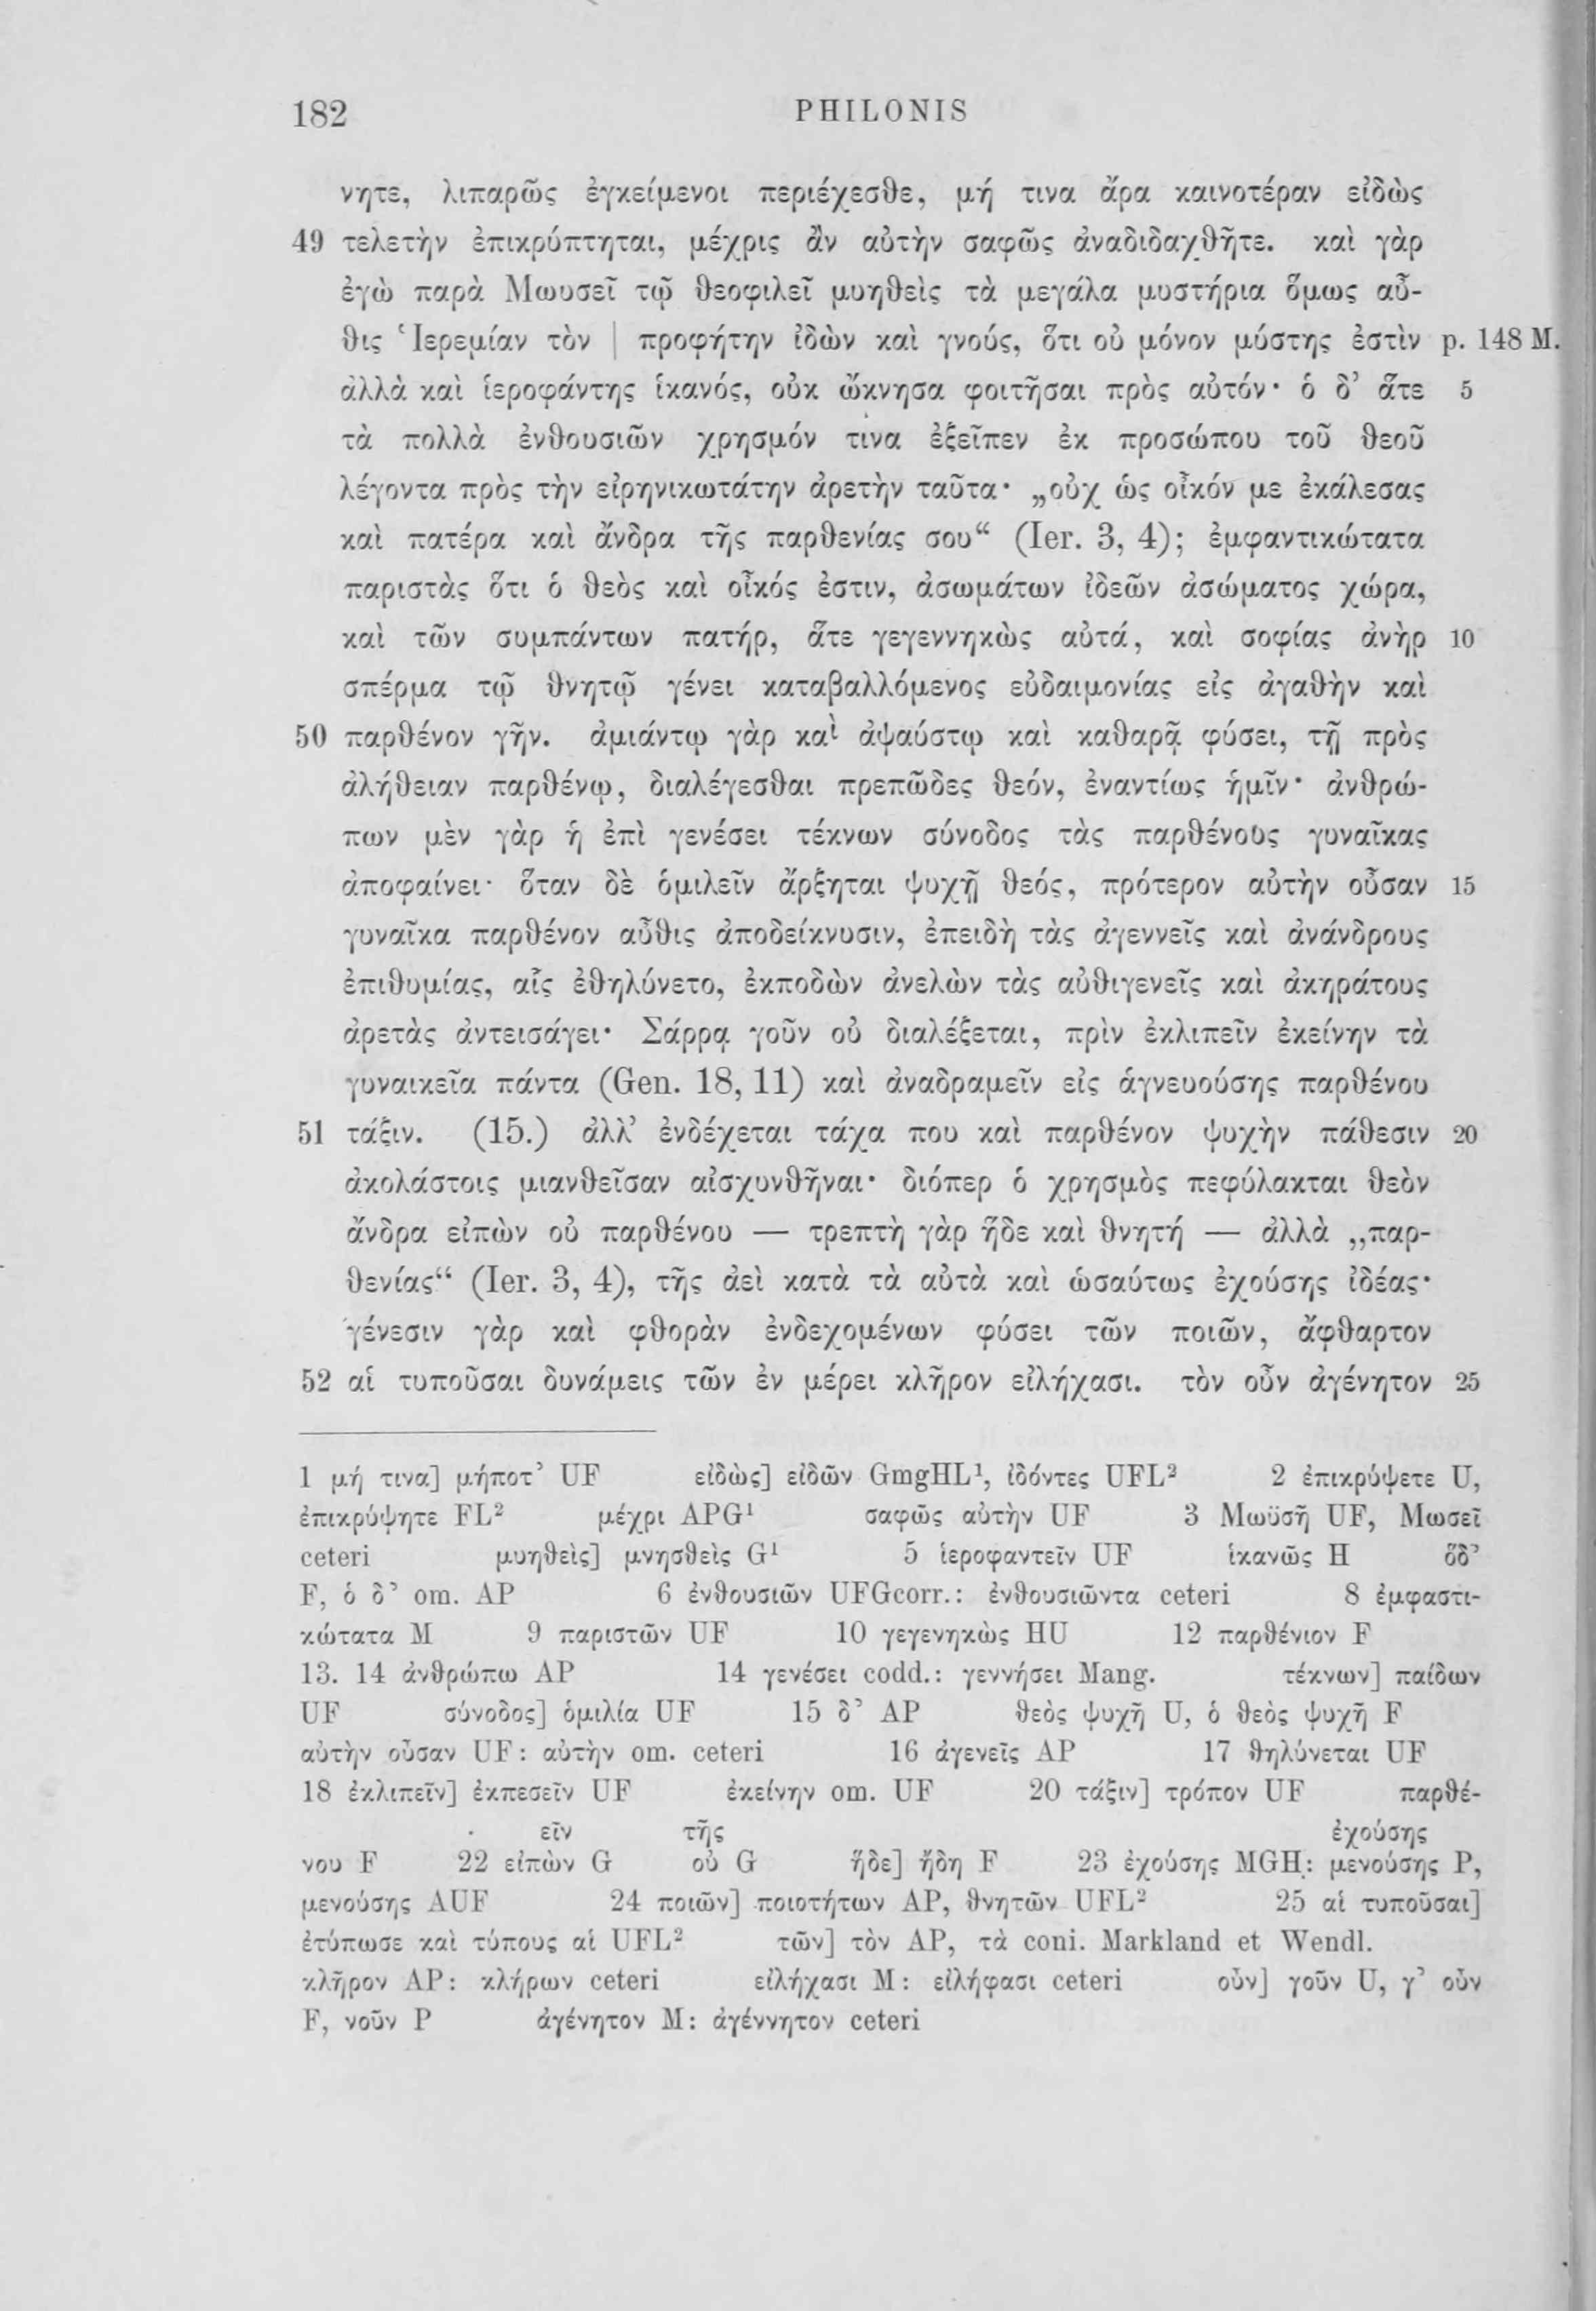 182 PHILONIS
νητε, λιπαρῶς ἐγκείμενοι περιέχεσθε, μή τινα ἄρα καινοτέραν εἰδὼς
49 τελετὴν ἐπικρύπτηται, μέχρις ἂν αὐτὴν σαφῶς ἀναδιδαχθῆτε. καὶ γὰρ
ἐγὼ παρὰ Μωυσεῖ τῷ θεοφιλεῖ μυηθεὶς τὰ μεγάλα μυστήρια ὅμως αὖ-
θις Ἱερεμίαν τὸν | προφήτην ἰδὼν καὶ γνούς, ὅτι οὐ μόνον μύστης ἐστὶν p. 148 M.
ἀλλὰ καὶ ἱεροφάντης ἱκανός, οὐκ ὤκνησα φοιτῆσαι πρὸς αὐτόν· ὁ δ’ ἅτε 5
τὰ πολλὰ ἐνθουσιῶν χρησμόν τινα ἐξεῖπεν ἐκ προσώπου τοῦ θεοῦ
λέγοντα πρὸς τὴν εἰρηνικωτάτην ἀρετὴν ταῦτα· „οὐχ ὡς οἶκόν με ἐκάλεσας
καὶ πατέρα καὶ ἄνδρα τῆς παρθενίας σου“ (Ier. 3, 4); ἐμφαντικώτατα
παριστὰς ὅτι ὁ θεὸς καὶ οἶκός ἐστιν, ἀσωμάτων ἰδεῶν ἀσώματος χώρα,
καὶ τῶν συμπάντων πατήρ, ἅτε γεγεννηκὼς αὐτά, καὶ σοφίας ἀνὴρ 10
σπέρμα τῷ θνητῷ γένει καταβαλλόμενος εὐδαιμονίας εἰς ἀγαθὴν καὶ
50 παρθένον γῆν. ἀμιάντῳ γὰρ καὶ ἀψαύστῳ καὶ καθαρᾷ φύσει, τῇ πρὸς
ἀλήθειαν παρθένῳ, διαλέγεσθαι πρεπῶδες θεόν, ἐναντίως ἡμῖν· ἀνθρώ-
πων μὲν γὰρ ἡ ἐπὶ γενέσει τέκνων σύνοδος τὰς παρθένους γυναῖκας
ἀποφαίνει· ὅταν δὲ ὁμιλεῖν ἄρξηται ψυχῇ θεός, πρότερον αὐτὴν οὖσαν 15
γυναῖκα παρθένον αὖθις ἀποδείκνυσιν, ἐπειδὴ τὰς ἀγεννεῖς καὶ ἀνάνδρους
ἐπιθυμίας, αἷς ἐθηλύνετο, ἐκποδὼν ἀνελὼν τὰς αὐθιγενεῖς καὶ ἀκηράτους
ἀρετὰς ἀντεισάγει· Σάρρᾳ γοῦν οὐ διαλέξεται, πρὶν ἐκλιπεῖν ἐκείνην τὰ
γυναικεῖα πάντα (Gen. 18, 11) καὶ ἀναδραμεῖν εἰς ἁγνευούσης παρθένου
51 τάξιν. (15.) ἀλλ’ ἐνδέχεται τάχα που καὶ παρθένον ψυχὴν πάθεσιν 20
ἀκολάστοις μιανθεῖσαν αἰσχυνθῆναι· διόπερ ὁ χρησμὸς πεφύλακται θεὸν
ἄνδρα εἰπὼν οὐ παρθένου — τρεπτὴ γὰρ ἥδε καὶ θνητή — ἀλλὰ „παρ-
θενίας“ (Ier. 3, 4), τῆς ἀεὶ κατὰ τὰ αὐτὰ καὶ ὡσαύτως ἐχούσης ἰδέας·
γένεσιν γὰρ καὶ φθορὰν ἐνδεχομένων φύσει τῶν ποιῶν, ἄφθαρτον
52 αἱ τυποῦσαι δυνάμεις τῶν ἐν μέρει κλῆρον εἰλήχασι. τὸν οὖν ἀγένητον 25
1 μή τινα] μήποτ’ UF εἰδὼς] εἰδῶν GmgHL¹, ἰδόντες UFL² 2 ἐπικρύψετε U,
ἐπικρύψητε FL² μέχρι APG¹ σαφῶς αὐτὴν UF 3 Μωϋσῆ UF, Μωσεῖ
ceteri μυηθεὶς] μνησθεὶς G¹ 5 ἱεροφαντεῖν UF ἱκανῶς H ὅδ’
F, ὁ δ’ om. AP 6 ἐνθουσιῶν UFGcorr.: ἐνθουσιῶντα ceteri 8 ἐμφαστι-
κώτατα M 9 παριστῶν UF 10 γεγενηκὼς HU 12 παρθένιον F
13. 14 ἀνθρώπω AP 14 γενέσει codd.: γεννήσει Mang. τέκνων] παίδων
UF σύνοδος] ὁμιλία UF 15 δ’ AP θεὸς ψυχῆ U, ὁ θεὸς ψυχῆ F
αὐτὴν οὖσαν UF: αὐτὴν om. ceteri 16 ἀγενεῖς AP 17 θηλύνεται UF
18 ἐκλιπεῖν] ἐκπεσεῖν UF ἐκείνην om. UF 20 τάξιν] τρόπον UF παρθέ-
εῖν τῆς ἐχούσης
νου F 22 εἰπὼν G οὐ G ἥδε] ἤδη F 23 ἐχούσης MGH: μενούσης P,
μενούσης AUF 24 ποιῶν] ποιοτήτων AP, θνητῶν UFL² 25 αἱ τυποῦσαι]
ἐτύπωσε καὶ τύπους αἱ UFL² τῶν] τὸν AP, τὰ coni. Markland et Wendl.
κλῆρον AP: κλήρων ceteri εἰλήχασι M: εἰλήφασι ceteri οὖν] γοῦν U, γ’ οὖν
F, νοῦν P ἀγένητον M: ἀγέννητον ceteri